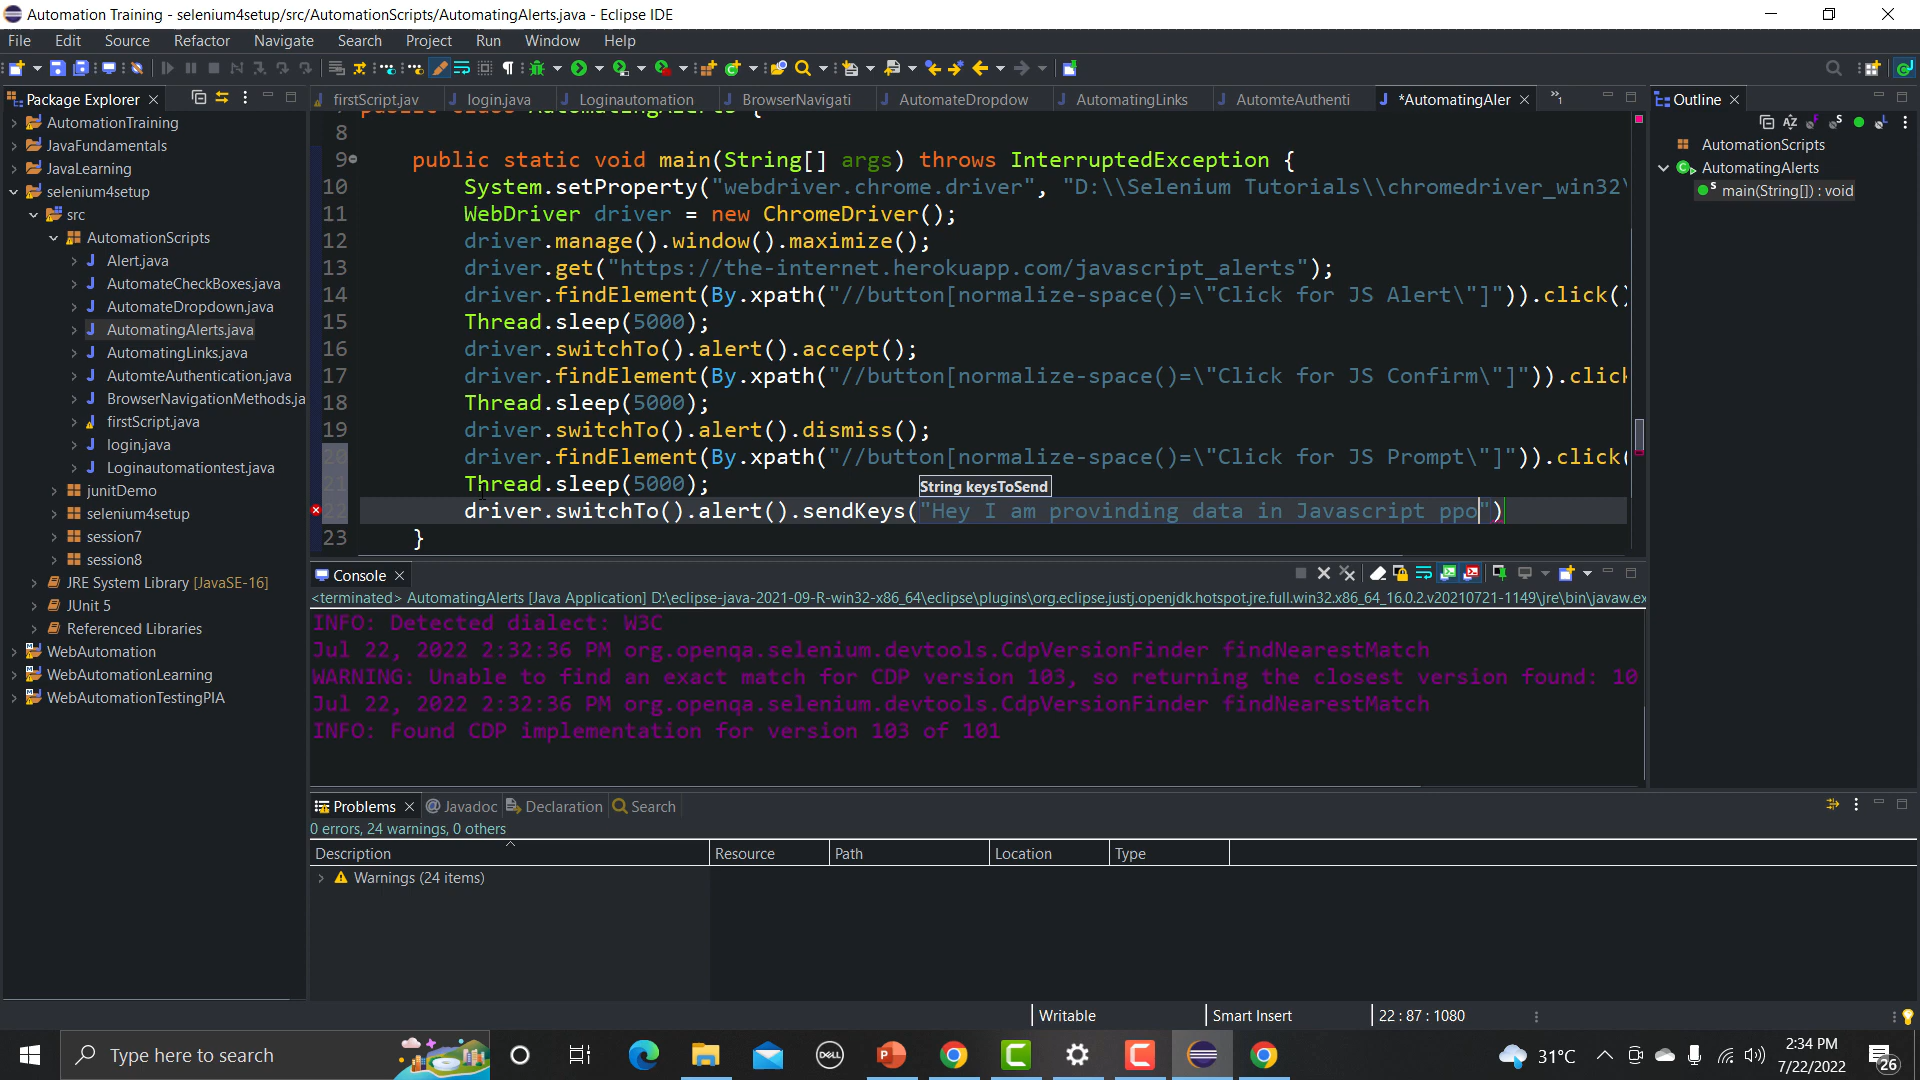 Automation Training - selenium4setup/src/AutomationScripts/AutomatingAlerts.java - Eclipse IDE
File Edit Source Refactor Navigate Search Project Run Window Help
Package Explorer
firstScript.jav login.java Loginautomation BrowserNavigati AutomateDropdow AutomatingLinks AutomteAuthenti *AutomatingAler »1
Outline
AutomationTraining
JavaFundamentals
JavaLearning
selenium4setup
src
AutomationScripts
Alert.java
AutomateCheckBoxes.java
AutomateDropdown.java
AutomatingAlerts.java
AutomatingLinks.java
AutomteAuthentication.java
BrowserNavigationMethods.ja
firstScript.java
login.java
Loginautomationtest.java
junitDemo
selenium4setup
session7
session8
JRE System Library [JavaSE-16]
JUnit 5
Referenced Libraries
WebAutomation
WebAutomationLearning
WebAutomationTestingPIA
8
9 public static void main(String[] args) throws InterruptedException {
10 System.setProperty("webdriver.chrome.driver", "D:\\Selenium Tutorials\\chromedriver_win32\
11 WebDriver driver = new ChromeDriver();
12 driver.manage().window().maximize();
13 driver.get("https://the-internet.herokuapp.com/javascript_alerts");
14 driver.findElement(By.xpath("//button[normalize-space()=\"Click for JS Alert\"]")).click();
15 Thread.sleep(5000);
16 driver.switchTo().alert().accept();
17 driver.findElement(By.xpath("//button[normalize-space()=\"Click for JS Confirm\"]")).click
18 Thread.sleep(5000);
19 driver.switchTo().alert().dismiss();
20 driver.findElement(By.xpath("//button[normalize-space()=\"Click for JS Prompt\"]")).click(
21 Thread.sleep(5000);
String keysToSend
22 driver.switchTo().alert().sendKeys("Hey I am provinding data in Javascript ppo")
23 }
AutomationScripts
AutomatingAlerts
main(String[]) : void
Console
<terminated> AutomatingAlerts [Java Application] D:\eclipse-java-2021-09-R-win32-x86_64\eclipse\plugins\org.eclipse.justj.openjdk.hotspot.jre.full.win32.x86_64_16.0.2.v20210721-1149\jre\bin\javaw.ex
INFO: Detected dialect: W3C
Jul 22, 2022 2:32:36 PM org.openqa.selenium.devtools.CdpVersionFinder findNearestMatch
WARNING: Unable to find an exact match for CDP version 103, so returning the closest version found: 10
Jul 22, 2022 2:32:36 PM org.openqa.selenium.devtools.CdpVersionFinder findNearestMatch
INFO: Found CDP implementation for version 103 of 101
Problems Javadoc Declaration Search
0 errors, 24 warnings, 0 others
Description Resource Path Location Type
Warnings (24 items)
Writable Smart Insert 22 : 87 : 1080
Type here to search
DELL
31°C
2:34 PM
7/22/2022
26